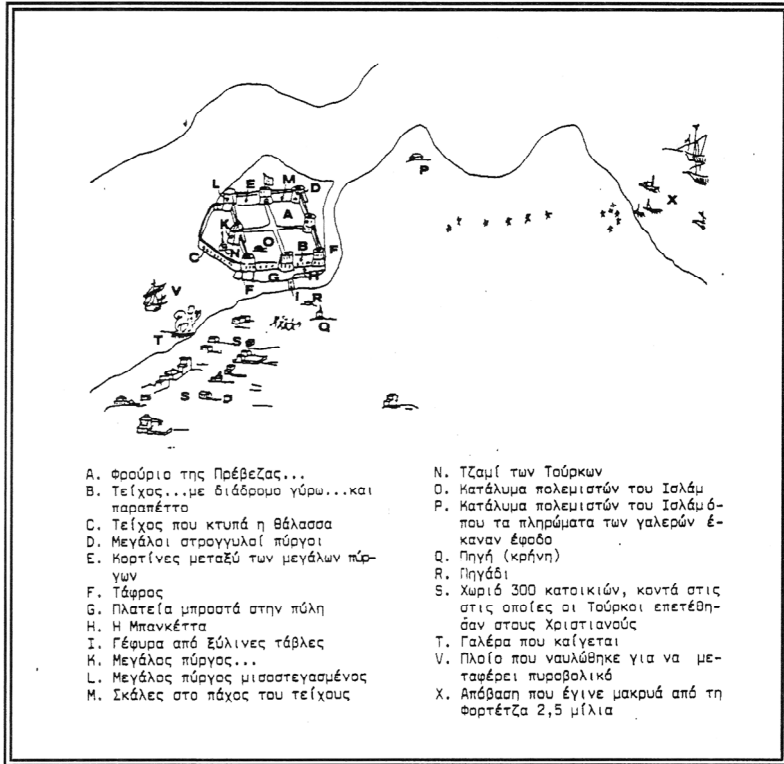 L E M D
A
K
O
N B F
C
F G H
I R
Q
P
X
V
T
S
S
A. Φρούριο της Πρέβεζας...
B. Τείχος...με διάδρομο γύρω...και
παραπέττο
C. Τείχος που κτυπά η θάλασσα
D. Μεγάλοι στρογγυλοί πύργοι
E. Κορτίνες μεταξύ των μεγάλων πύρ-
γων
F. Τάφρος
G. Πλατεία μπροστά στην πύλη
H. Η Μπανκέττα
I. Γέφυρα από ξύλινες τάβλες
K. Μεγάλος πύργος...
L. Μεγάλος πύργος μισοστεγασμένος
M. Σκάλες στο πάχος του τείχους
N. Τζαμί των Τούρκων
O. Κατάλυμα πολεμιστών του Ισλάμ
P. Κατάλυμα πολεμιστών του Ισλάμ ό-
που τα πληρώματα των γαλερών έ-
καναν έφοδο
Q. Πηγή (κρήνη)
R. Πηγάδι
S. Χωριό 300 κατοικιών, κοντά στις
στις οποίες οι Τούρκοι επετέθη-
σαν στους Χριστιανούς
T. Γαλέρα που καίγεται
V. Πλοίο που ναυλώθηκε για να με-
ταφέρει πυροβολικό
X. Απόβαση που έγινε μακρυά από τη
Φορτέτζα 2,5 μίλια